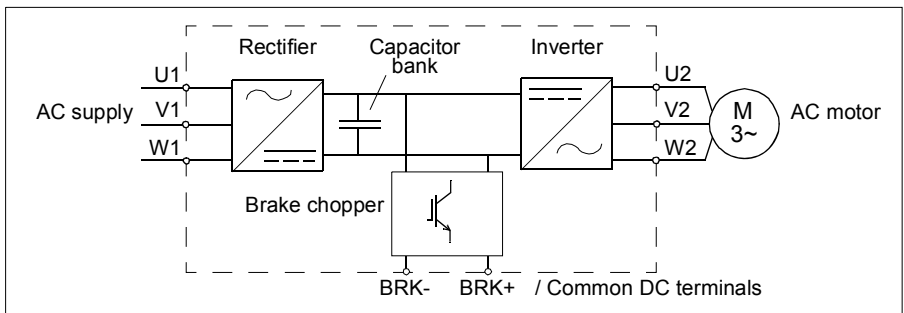 Rectifier
Capacitor
bank
Inverter
U1
U2
AC supply
V1
V2
M
3~
AC motor
W1
W2
Brake chopper
BRK-
BRK+
/ Common DC terminals